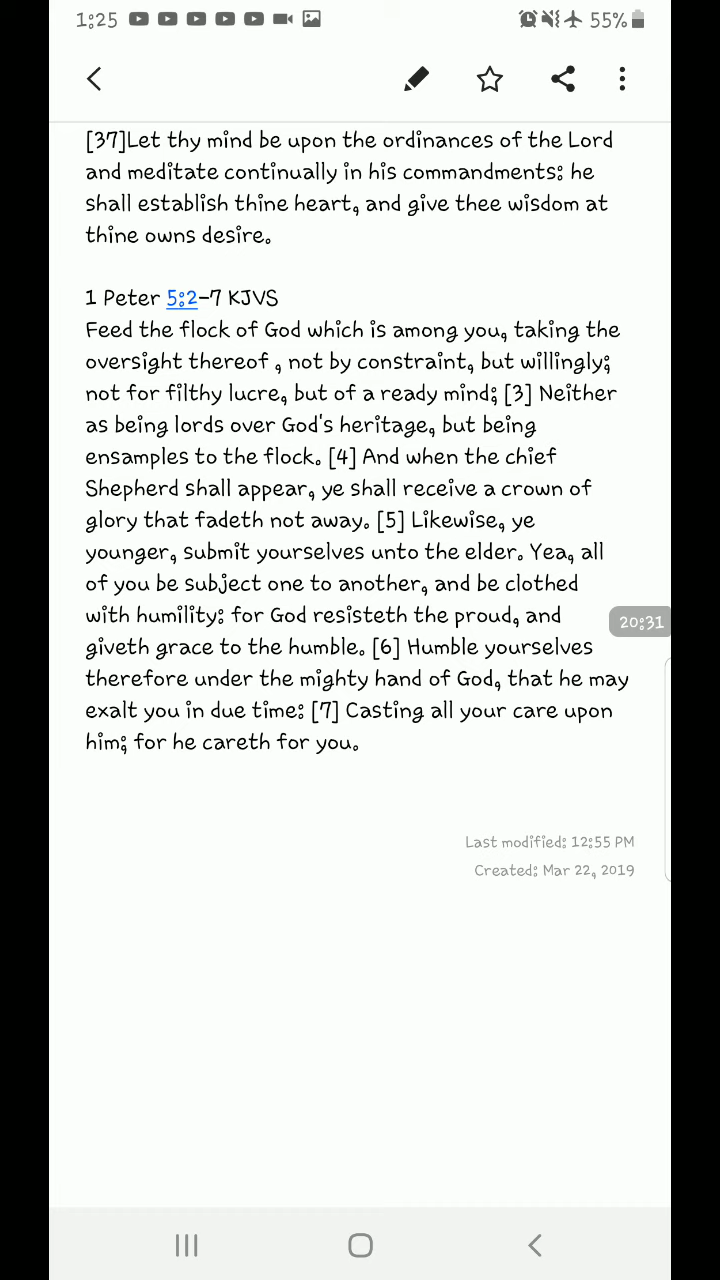 1:25 55%
[37]Let thy mind be upon the ordinances of the Lord
and meditate continually in his commandments: he
shall establish thine heart, and give thee wisdom at
thine owns desire.
1 Peter 5:2-7 KJVS
Feed the flock of God which is among you, taking the
oversight thereof , not by constraint, but willingly;
not for filthy lucre, but of a ready mind; [3] Neither
as being lords over God's heritage, but being
ensamples to the flock. [4] And when the chief
Shepherd shall appear, ye shall receive a crown of
glory that fadeth not away. [5] Likewise, ye
younger, submit yourselves unto the elder. Yea, all
of you be subject one to another, and be clothed
with humility: for God resisteth the proud, and
20:31
giveth grace to the humble. [6] Humble yourselves
therefore under the mighty hand of God, that he may
exalt you in due time: [7] Casting all your care upon
him; for he careth for you.
Last modified: 12:55 PM
Created: Mar 22, 2019